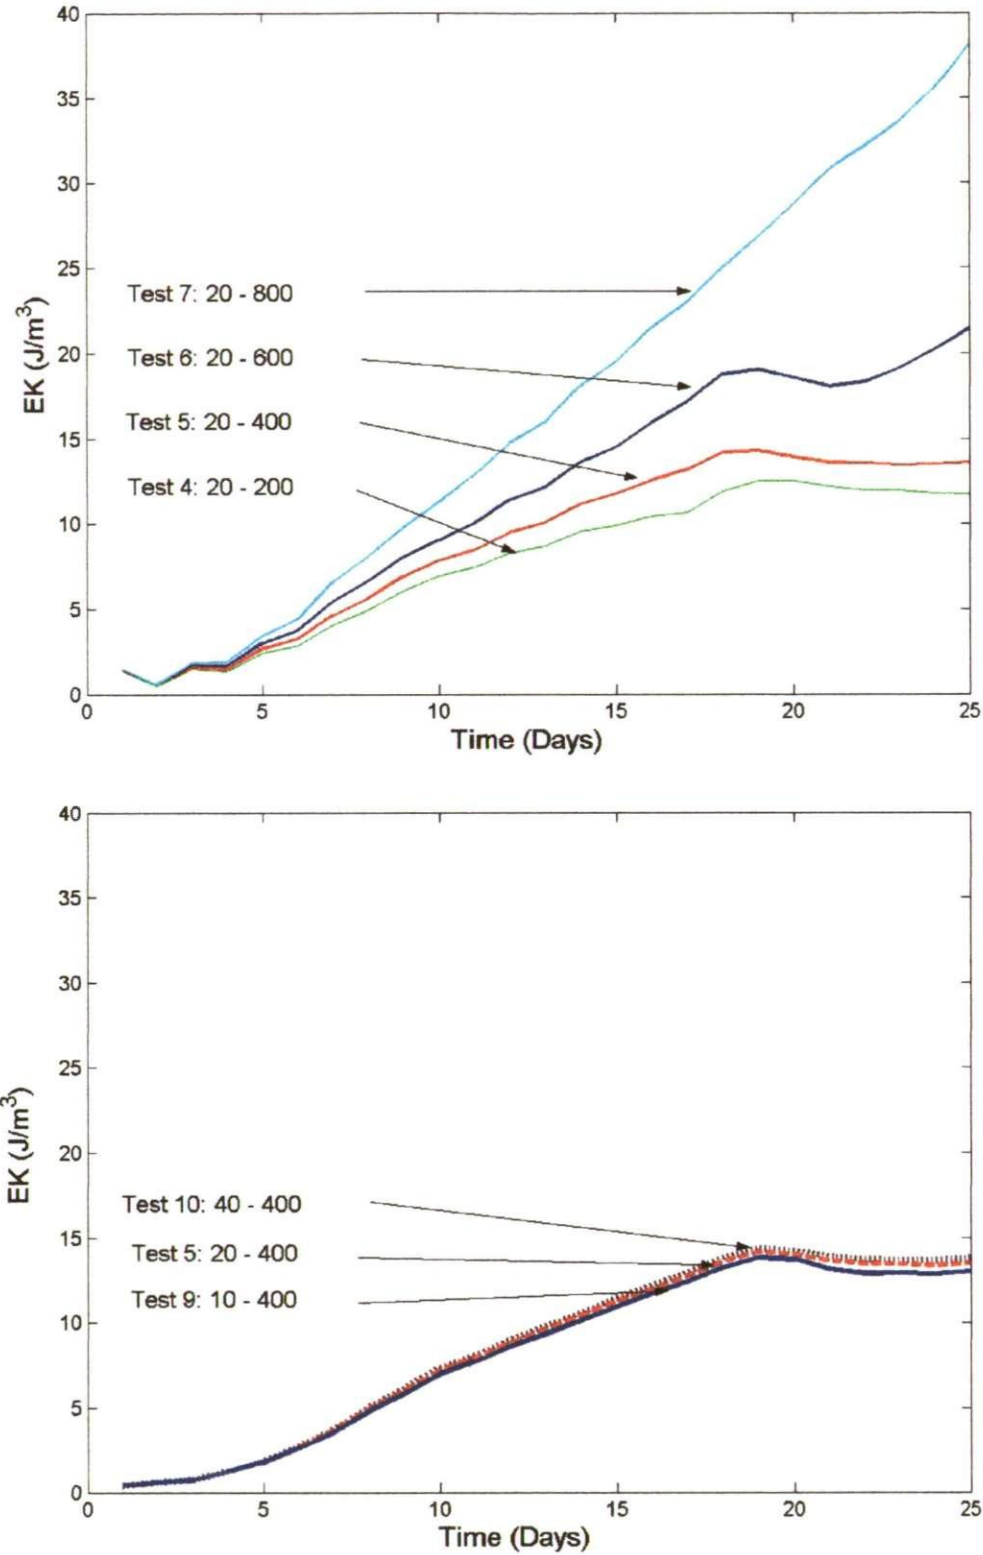 40
35
30
25
20
15
10
5
0
EK (J/m³)
Test 7: 20 - 800
Test 6: 20 - 600
Test 5: 20 - 400
Test 4: 20 - 200
0 5 10 15 20 25
Time (Days)
40
35
30
25
20
15
10
5
0
EK (J/m³)
Test 10: 40 - 400
Test 5: 20 - 400
Test 9: 10 - 400
0 5 10 15 20 25
Time (Days)